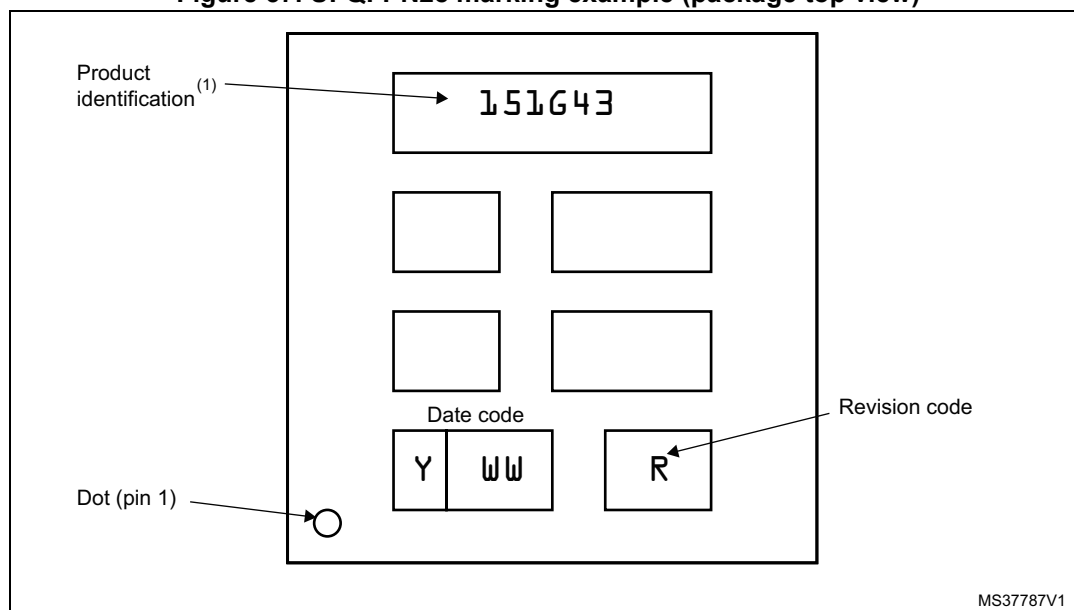 Product
identification(1)
151G43
Date code
Y WW R
Revision code
Dot (pin 1)
MS37787V1